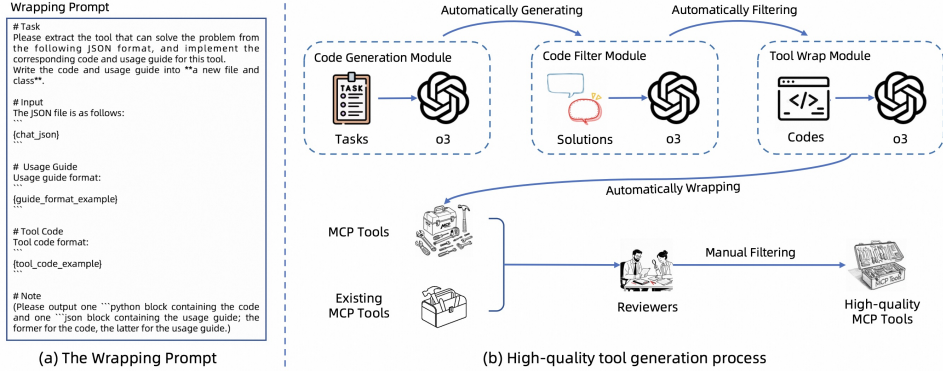 Wrapping Prompt
# Task
Please extract the tool that can solve the problem from
the following JSON format, and implement the
corresponding code and usage guide for this tool.
Write the code and usage guide into **a new file and
class**.
# Input
The JSON file is as follows:
```
{chat_json}
```
# Usage Guide
Usage guide format:
```
{guide_format_example}
```
# Tool Code
Tool code format:
```
{tool_code_example}
```
# Note
(Please output one ```python block containing the code
and one ```json block containing the usage guide; the
former for the code, the latter for the usage guide.)
(a) The Wrapping Prompt
Automatically Generating
Automatically Filtering
Code Generation Module
TASK
Tasks
o3
Code Filter Module
Solutions
o3
Tool Wrap Module
</>
Codes
o3
Automatically Wrapping
MCP Tools
MCP
Existing
MCP Tools
Reviewers
Manual Filtering
MCP Tools
High-quality
MCP Tools
(b) High-quality tool generation process